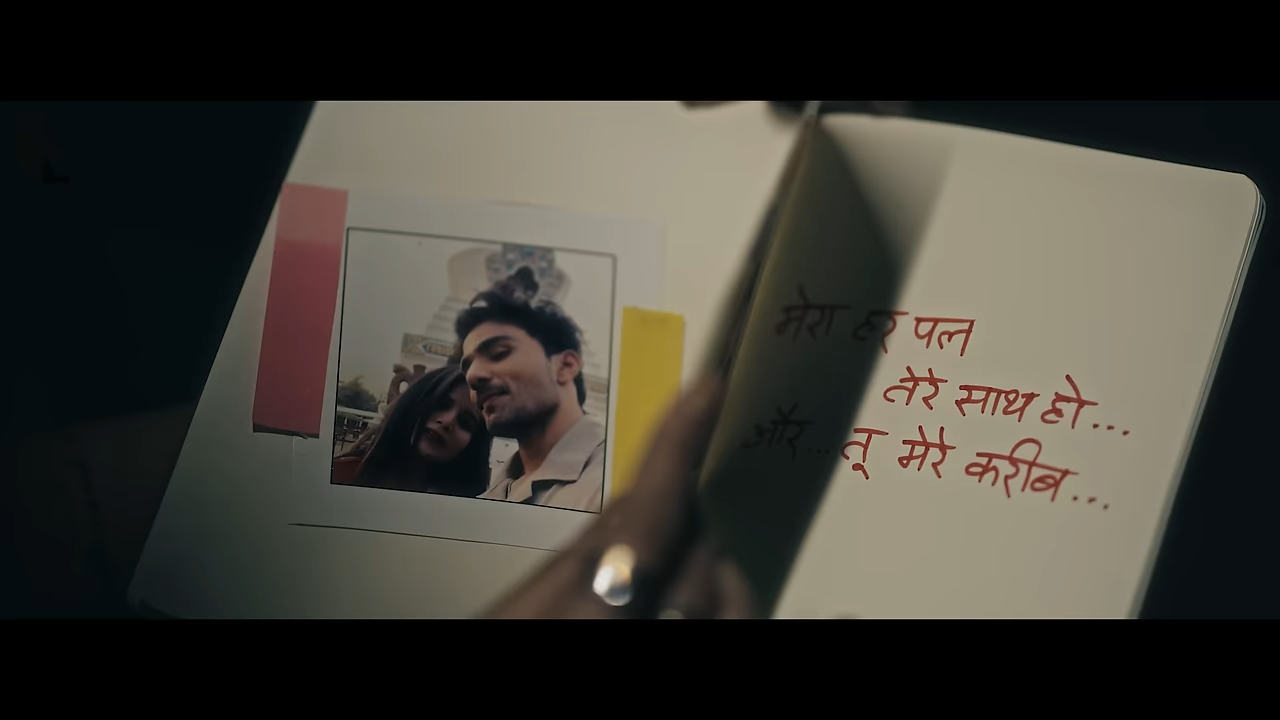 मेरा हर पल
तेरे साथ हो...
और... तू मेरे करीब...